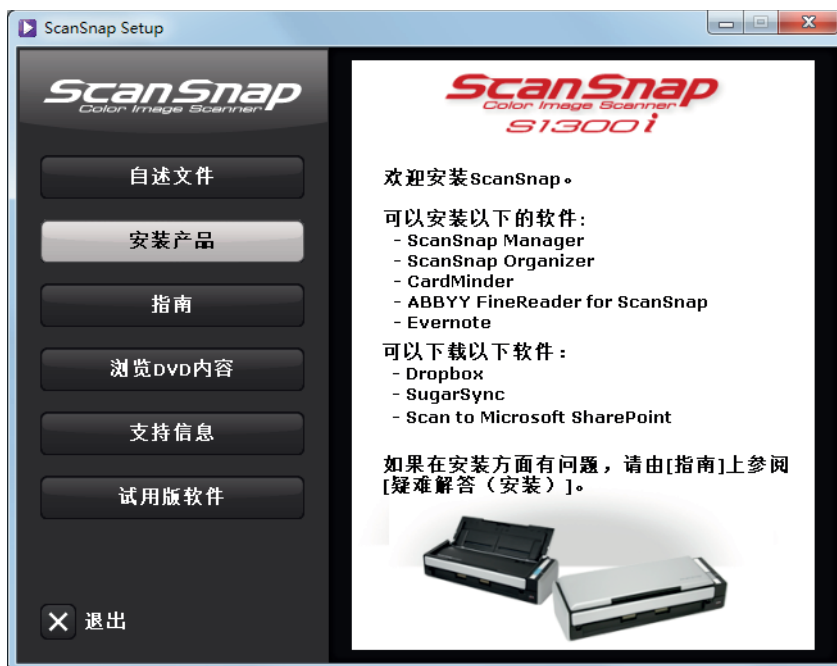 ScanSnap Setup
ScanSnap
Color Image Scanner
自述文件
安装产品
指南
浏览DVD内容
支持信息
试用版软件
退出
ScanSnap
Color Image Scanner
S1300i
欢迎安装ScanSnap。
可以安装以下的软件:
- ScanSnap Manager
- ScanSnap Organizer
- CardMinder
- ABBYY FineReader for ScanSnap
- Evernote
可以下载以下软件：
- Dropbox
- SugarSync
- Scan to Microsoft SharePoint
如果在安装方面有问题，请由[指南]上参阅
[疑难解答（安装）]。